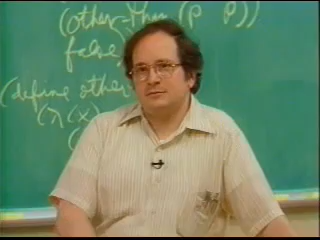 (other-than (p p))
false
(define other
(λ (x)
(